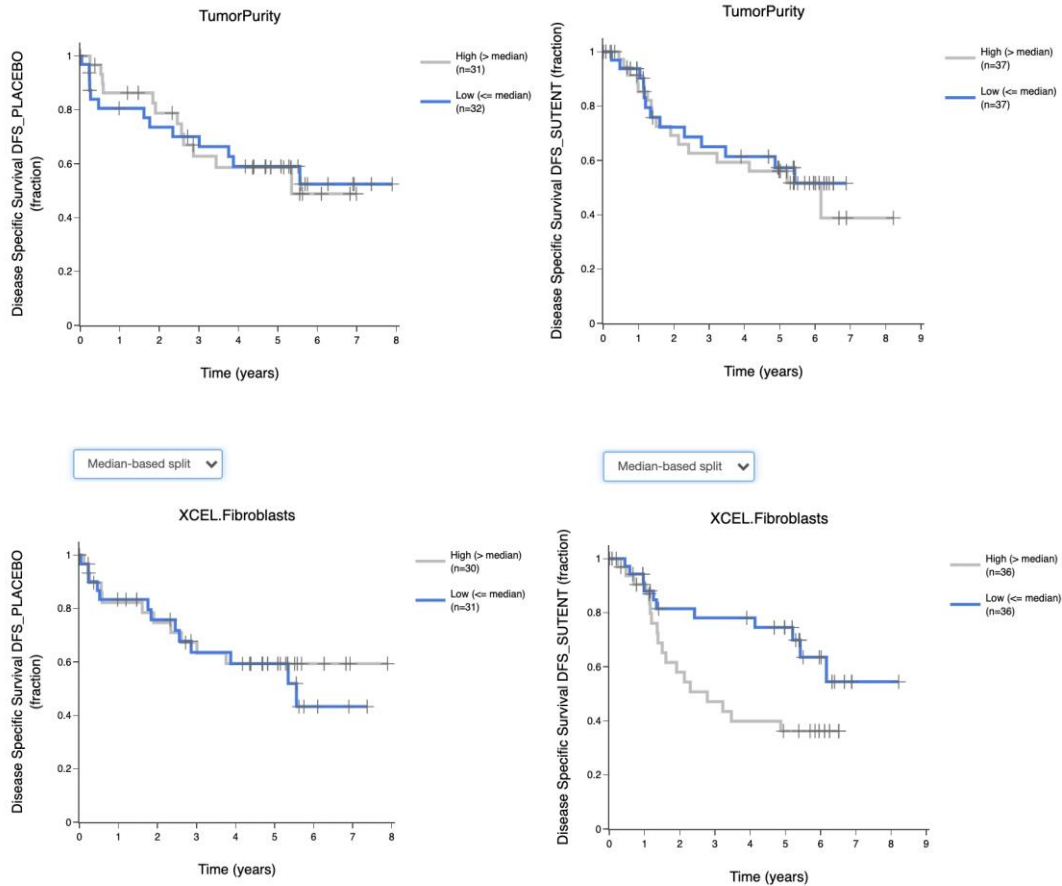 TumorPurity
Disease Specific Survival DFS_PLACEBO
(fraction)
1
0.8
0.6
0.4
0.2
0
0 1 2 3 4 5 6 7 8
Time (years)
High (> median)
(n=31)
Low (<= median)
(n=32)
TumorPurity
Disease Specific Survival DFS_SUTENT (fraction)
1
0.8
0.6
0.4
0.2
0
0 1 2 3 4 5 6 7 8 9
Time (years)
High (> median)
(n=37)
Low (<= median)
(n=37)
Median-based split
XCEL.Fibroblasts
Disease Specific Survival DFS_PLACEBO
(fraction)
1
0.8
0.6
0.4
0.2
0
0 1 2 3 4 5 6 7 8
Time (years)
High (> median)
(n=30)
Low (<= median)
(n=31)
Median-based split
XCEL.Fibroblasts
Disease Specific Survival DFS_SUTENT (fraction)
1
0.8
0.6
0.4
0.2
0
0 1 2 3 4 5 6 7 8 9
Time (years)
High (> median)
(n=36)
Low (<= median)
(n=36)